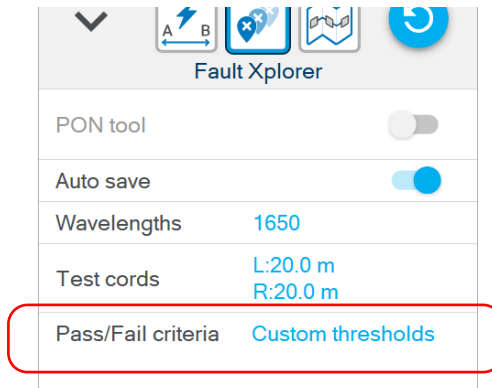 A B
Fault Xplorer
PON tool
Auto save
Wavelengths 1650
Test cords L:20.0 m
R:20.0 m
Pass/Fail criteria Custom thresholds